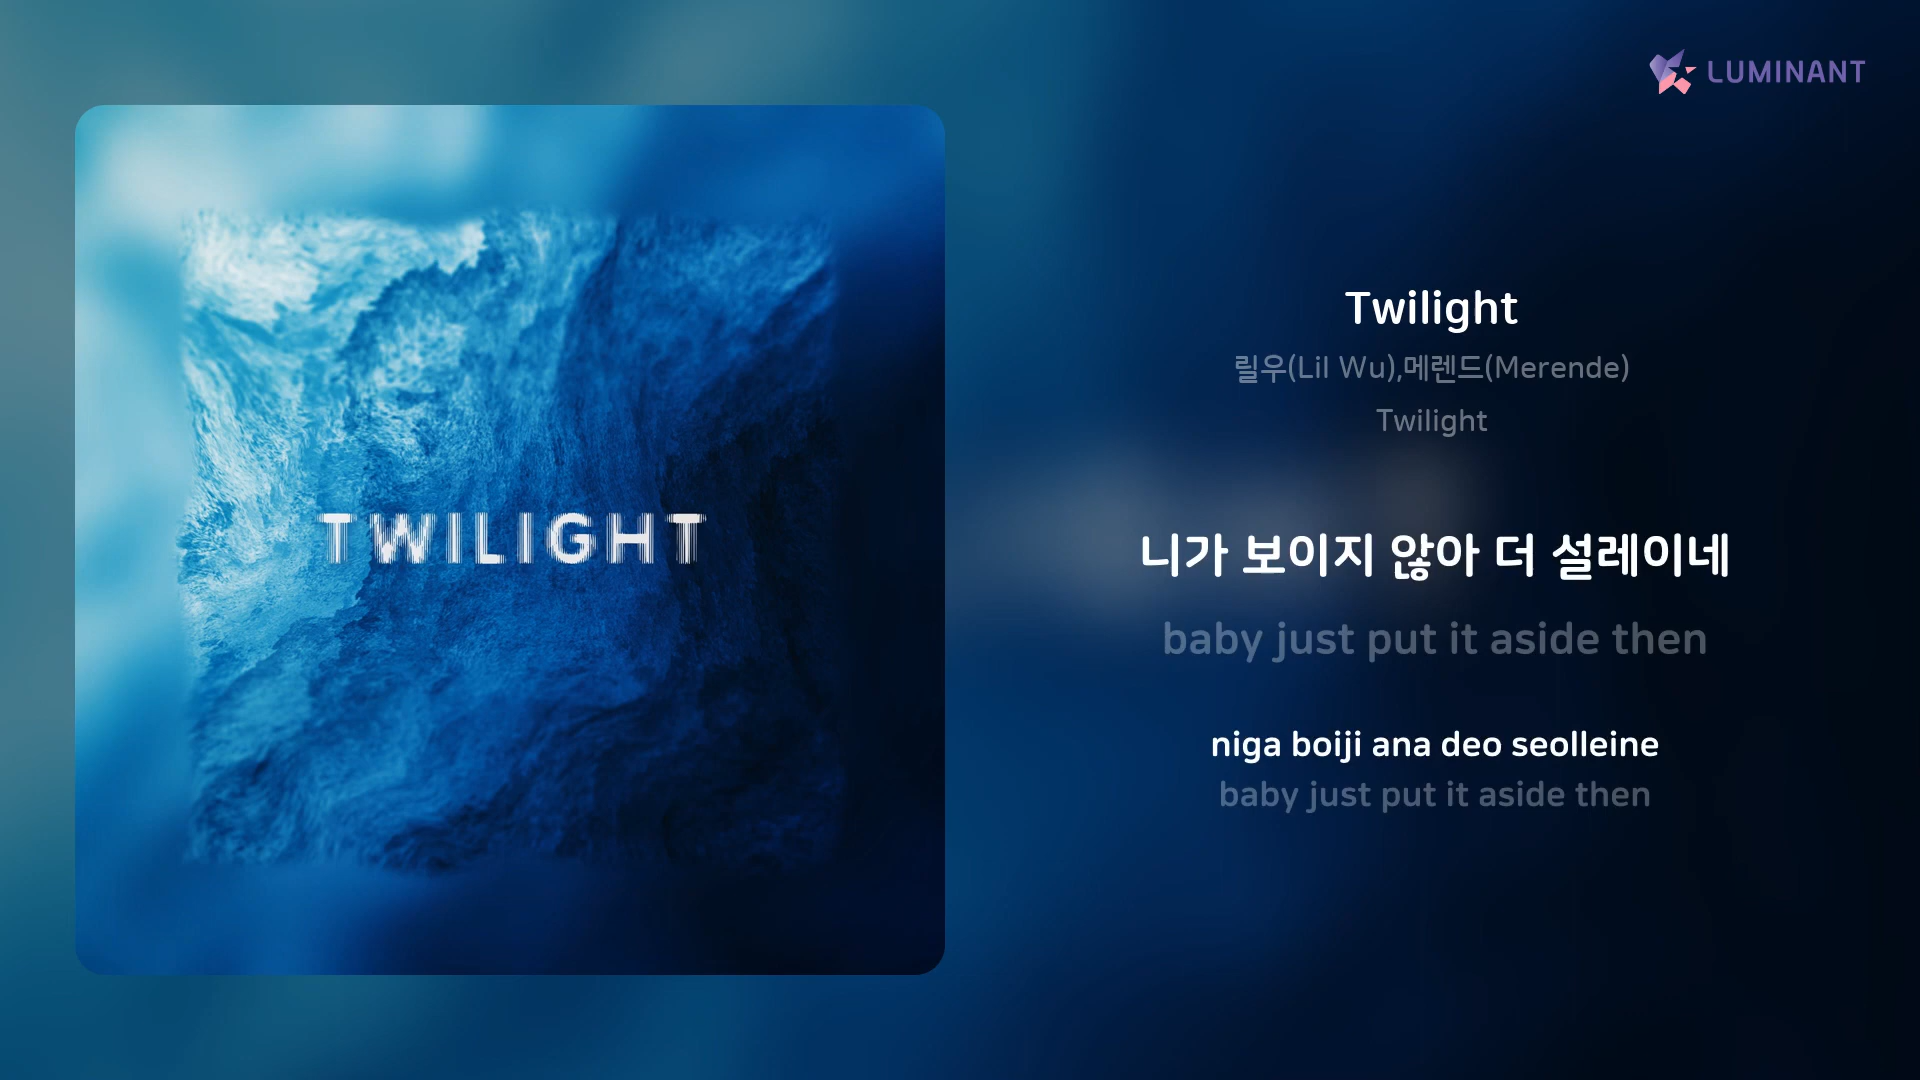 LUMINANT
TWILIGHT
Twilight
릴우(Lil Wu),메렌드(Merende)
Twilight
니가 보이지 않아 더 설레이네
baby just put it aside then
niga boiji ana deo seolleine
baby just put it aside then